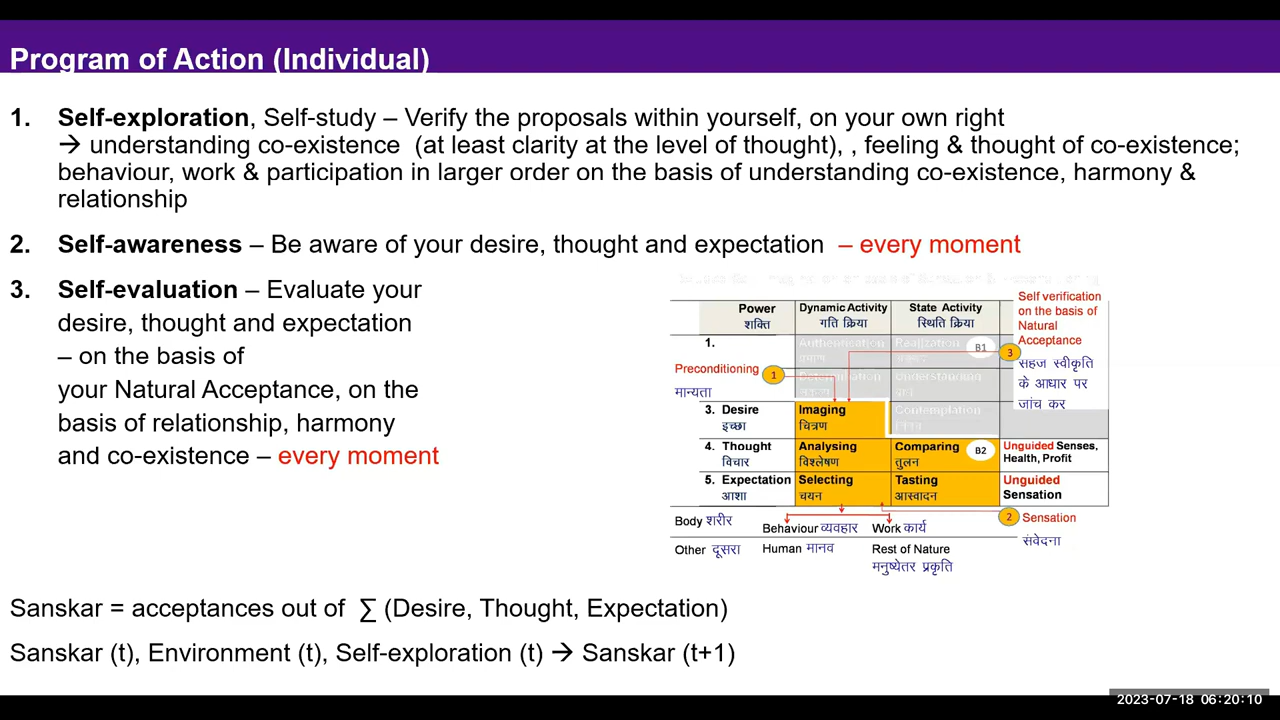 Program of Action (Individual)
1. Self-exploration, Self-study – Verify the proposals within yourself, on your own right
→ understanding co-existence (at least clarity at the level of thought), , feeling & thought of co-existence;
behaviour, work & participation in larger order on the basis of understanding co-existence, harmony &
relationship
2. Self-awareness – Be aware of your desire, thought and expectation – every moment
3. Self-evaluation – Evaluate your
desire, thought and expectation
– on the basis of
your Natural Acceptance, on the
basis of relationship, harmony
and co-existence – every moment
Power Dynamic Activity State Activity
शक्ति गति क्रिया स्थिति क्रिया
Self verification
on the basis of
Natural
Acceptance
सहज स्वीकृति
के आधार पर
जांच कर
1. Authentication Realization B1 3
Preconditioning 1
मान्यता
Determination Understanding
3. Desire Imaging Contemplation
इच्छा चित्रण
4. Thought Analysing Comparing B2 Unguided Senses,
Health, Profit
विचार विश्लेषण तुलन
5. Expectation Selecting Tasting Unguided
Sensation
आशा चयन आस्वादन
Body शरीर Behaviour व्यवहार Work कार्य 2 Sensation
संवेदना
Other दूसरा Human मानव Rest of Nature
मनुष्येतर प्रकृति
Sanskar = acceptances out of ∑ (Desire, Thought, Expectation)
Sanskar (t), Environment (t), Self-exploration (t) → Sanskar (t+1)
2023-07-18 06:20:10